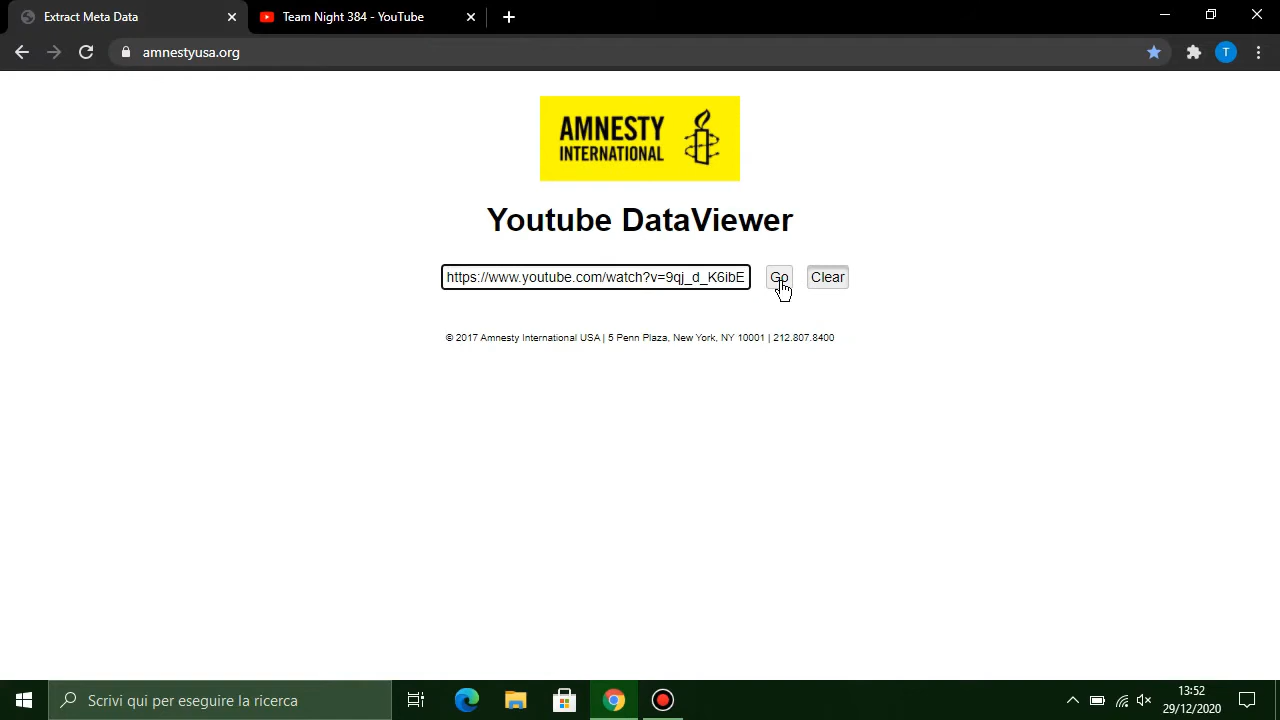 Extract Meta Data
Team Night 384 - YouTube
amnestyusa.org
T
AMNESTY
INTERNATIONAL
Youtube DataViewer
https://www.youtube.com/watch?v=9qj_d_K6ibE
Go
Clear
© 2017 Amnesty International USA | 5 Penn Plaza, New York, NY 10001 | 212.807.8400
Scrivi qui per eseguire la ricerca
13:52
29/12/2020